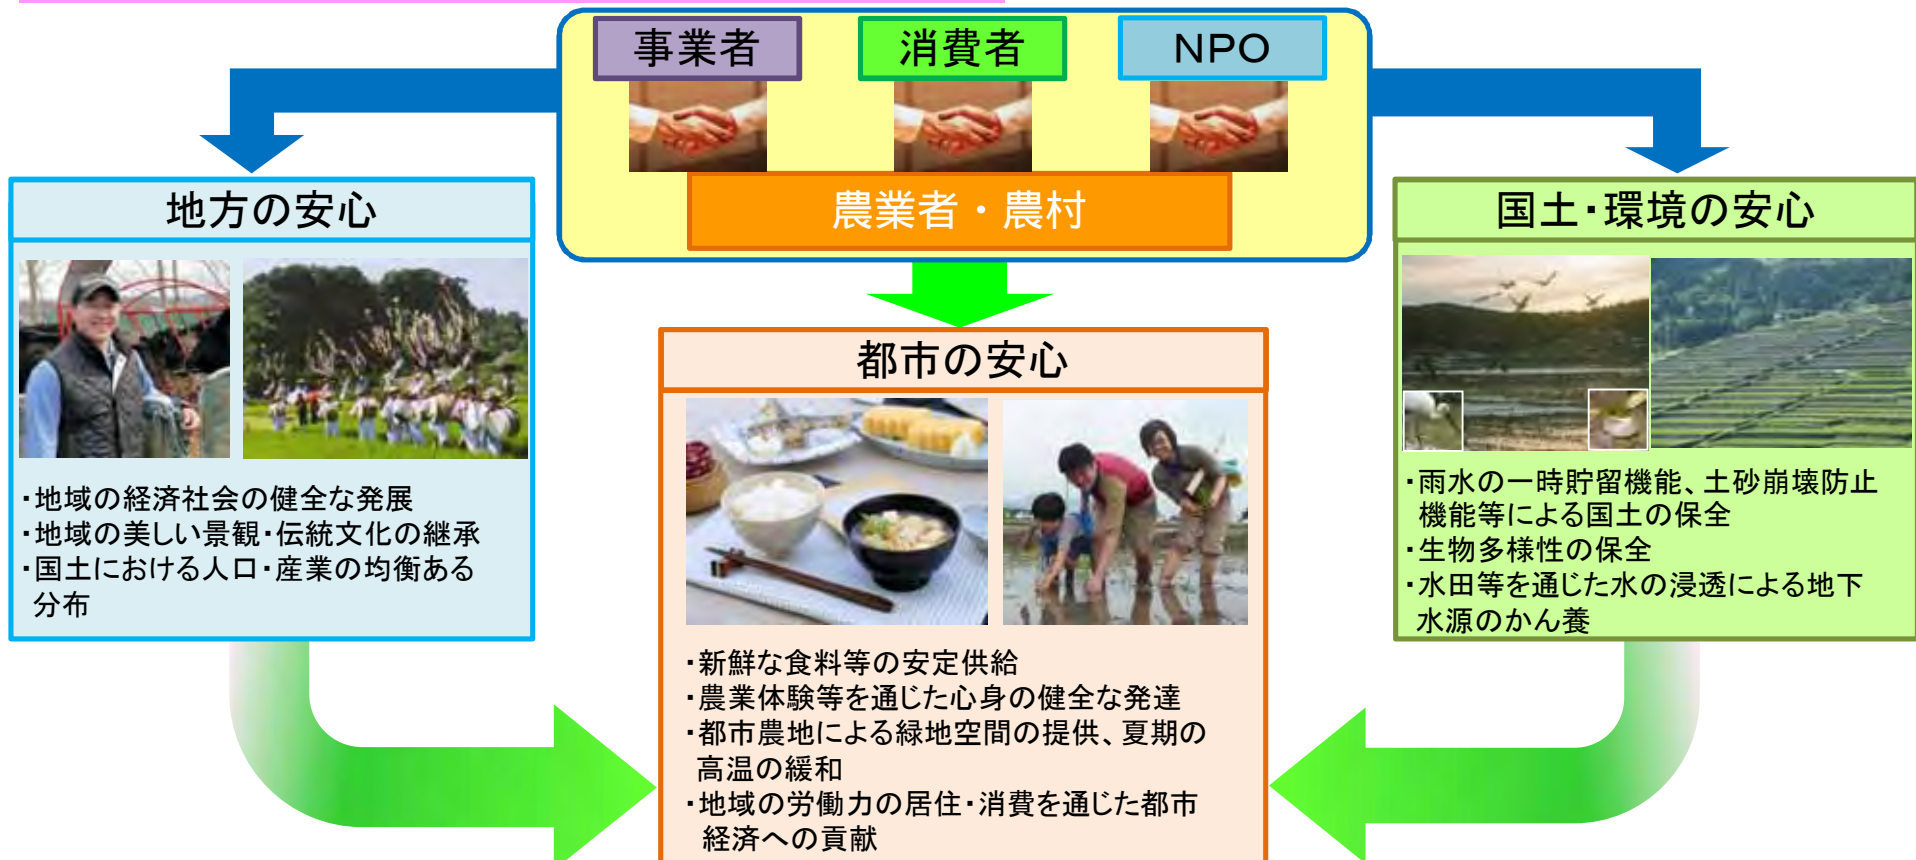 事業者
消費者
NPO
農業者・農村
地方の安心
・地域の経済社会の健全な発展
・地域の美しい景観・伝統文化の継承
・国土における人口・産業の均衡ある
分布
都市の安心
・新鮮な食料等の安定供給
・農業体験等を通じた心身の健全な発達
・都市農地による緑地空間の提供、夏期の
高温の緩和
・地域の労働力の居住・消費を通じた都市
経済への貢献
国土・環境の安心
・雨水の一時貯留機能、土砂崩壊防止
機能等による国土の保全
・生物多様性の保全
・水田等を通じた水の浸透による地下
水源のかん養